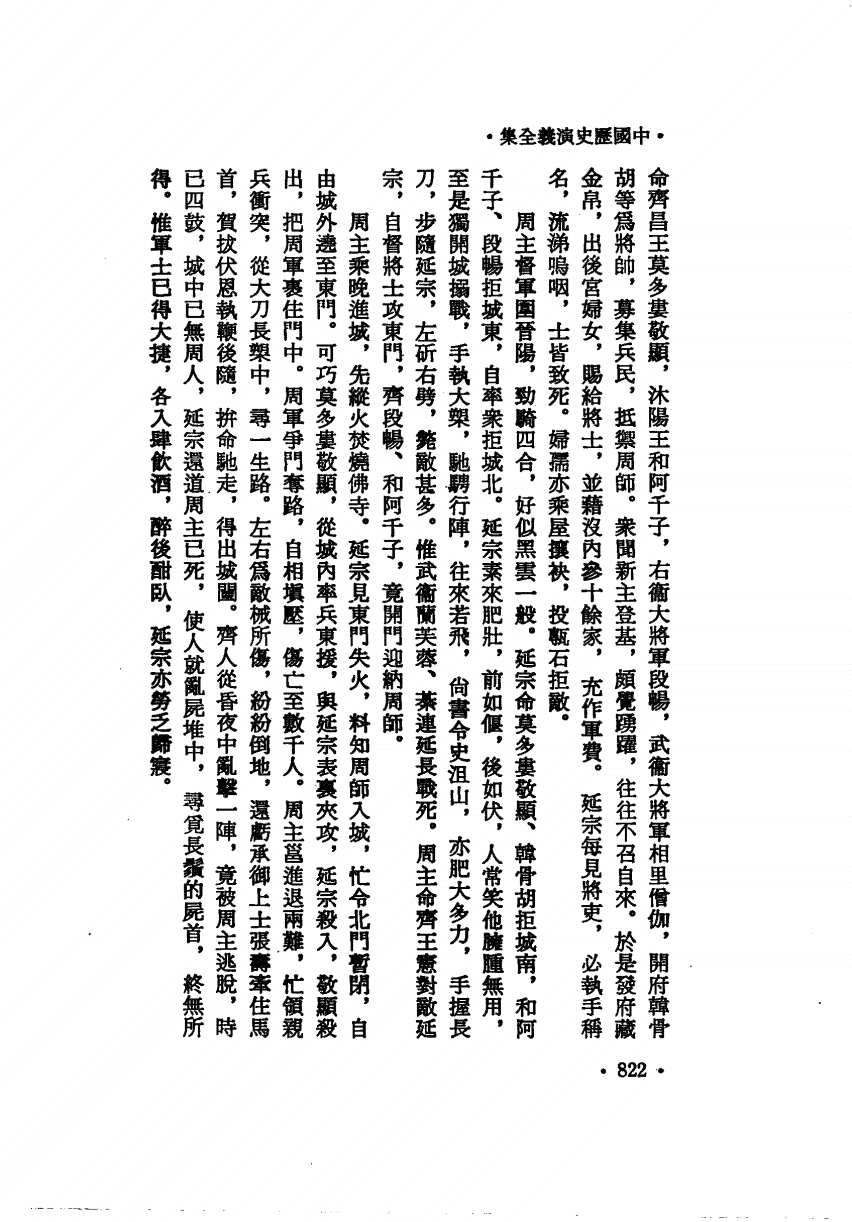 •中國歷史演義全集•
命齊昌王莫多婁敬顯，沐陽王和阿千子，右衞大將軍段暢，武衞大將軍相里僧伽，開府韓骨
胡等爲將帥，募集兵民，抵禦周師。衆聞新主登基，頗覺踴躍，往往不召自來。於是發府藏
金帛，出後宮婦女，賜給將士，並藉沒內參十餘家，充作軍費。延宗每見將吏，必執手稱
名，流涕嗚咽，士皆致死。婦孺亦乘屋攘袂，投甎石拒敵。
周主督軍圍晉陽，勁騎四合，好似黑雲一般。延宗命莫多婁敬顯、韓骨胡拒城南，和阿
千子、段暢拒城東，自率衆拒城北。延宗素來肥壯，前如偃，後如伏，人常笑他臃腫無用，
至是獨開城搦戰，手執大槊，馳騁行陣，往來若飛，尙書令史沮山，亦肥大多力，手握長
刀，步隨延宗，左斫右劈，斃敵甚多。惟武衞蘭芙蓉、綦連延長戰死。周主命齊王憲對敵延
宗，自督將士攻東門，齊段暢、和阿千子，竟開門迎納周師。
周主乘晚進城，先縱火焚燒佛寺。延宗見東門失火，料知周師入城，忙令北門暫閉，自
由城外遶至東門。可巧莫多婁敬顯，從城內率兵東援，與延宗表裏夾攻，延宗殺入，敬顯殺
出，把周軍裹住門中。周軍爭門奪路，自相塡壓，傷亡至數千人。周主邕進退兩難，忙領親
兵衝突，從大刀長槊中，尋一生路。左右爲敵械所傷，紛紛倒地，還虧承御上士張壽牽住馬
首，賀拔伏恩執鞭後隨，拚命馳走，得出城闉。齊人從昏夜中亂擊一陣，竟被周主逃脫，時
已四鼓，城中已無周人，延宗還道周主已死，使人就亂屍堆中，尋覓長鬚的屍首，終無所
得。惟軍士已得大捷，各入肆飮酒，醉後酣臥，延宗亦勞乏歸寢。
•822•